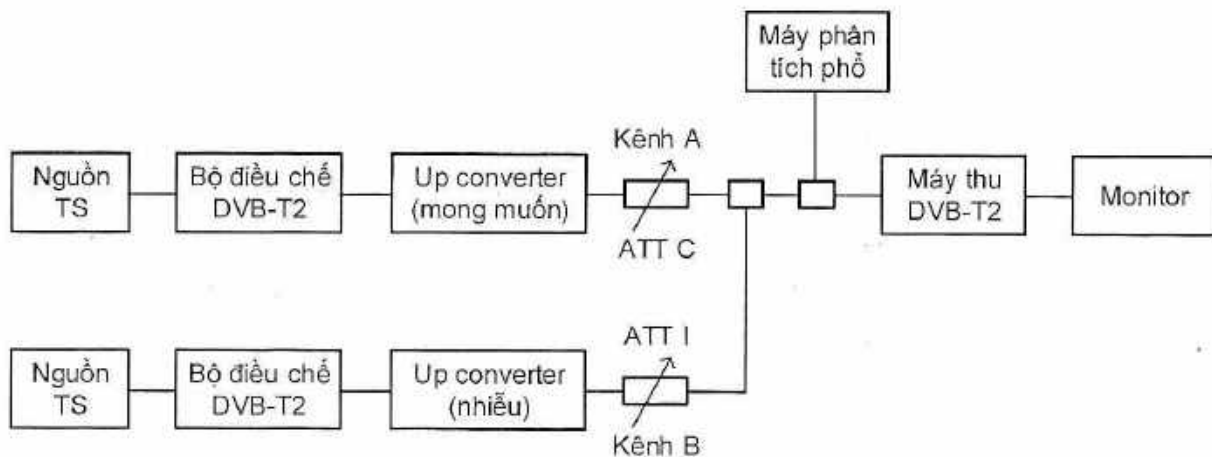 Máy phân
tích phổ
Kênh A
Nguồn
TS
Bộ điều chế
DVB-T2
Up converter
(mong muốn)
ATT C
Máy thu
DVB-T2
Monitor
ATT I
Nguồn
TS
Bộ điều chế
DVB-T2
Up converter
(nhiễu)
Kênh B